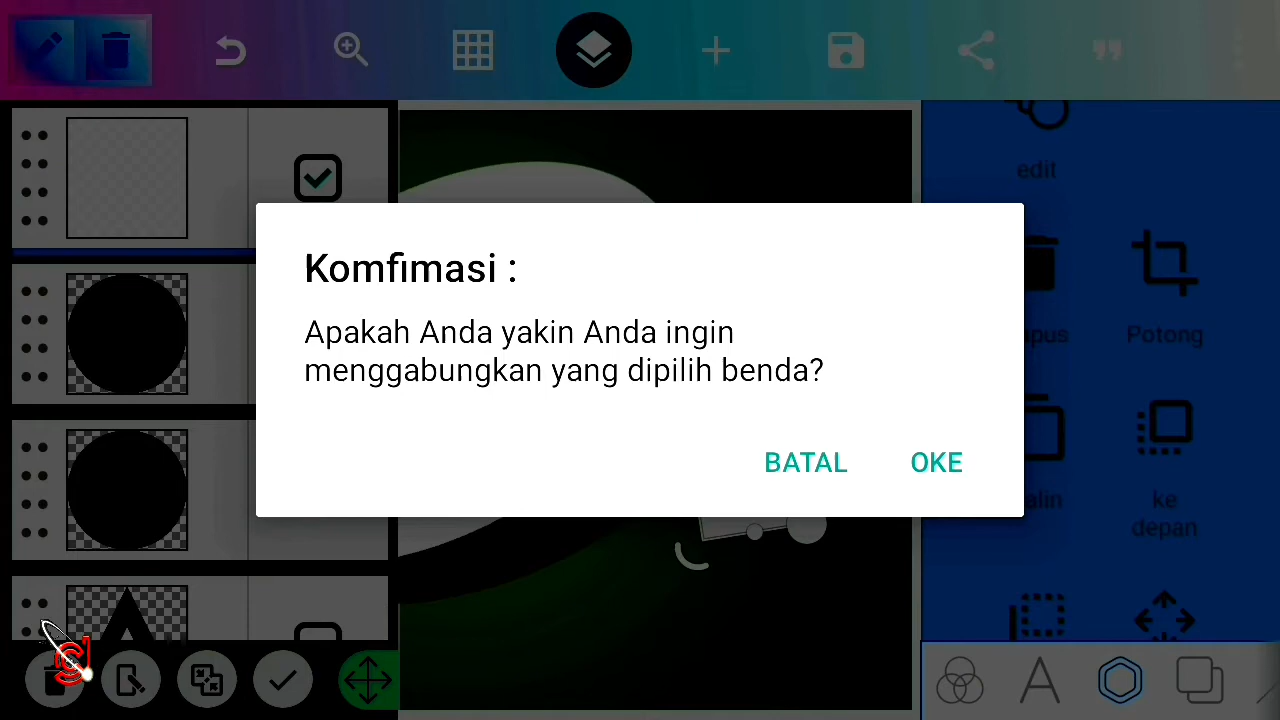 edit
Komfimasi :
Apakah Anda yakin Anda ingin
menggabungkan yang dipilih benda?
Potong
BATAL
OKE
ke
depan